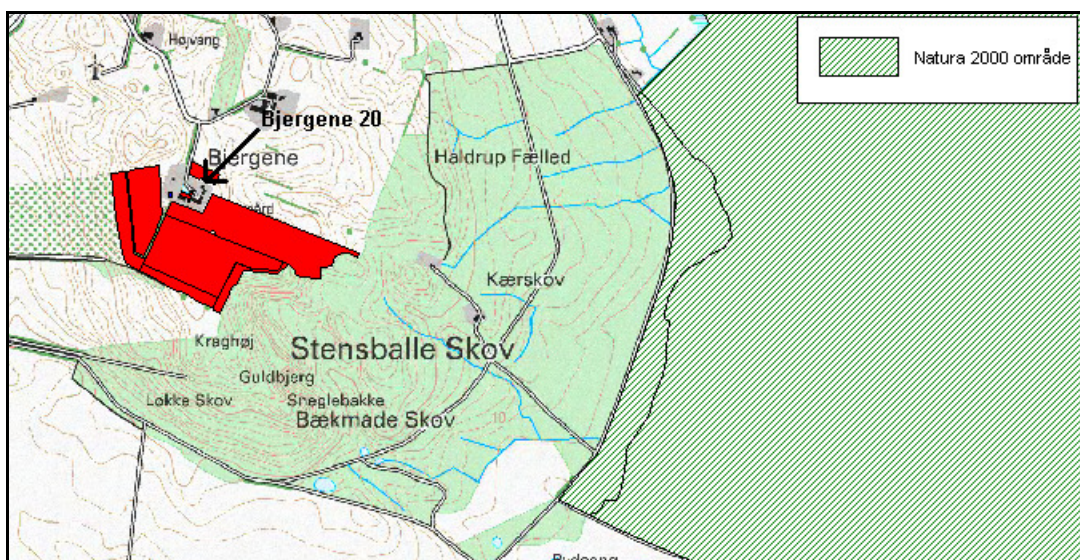 Højvang
Natura 2000 område
Bjergene 20
Bjergene
Haldrup Fælled
Kærskov
Kraghøj
Stensballe Skov
Guldbjerg
Løkke Skov
Sneglebakke
Bækmade Skov
10